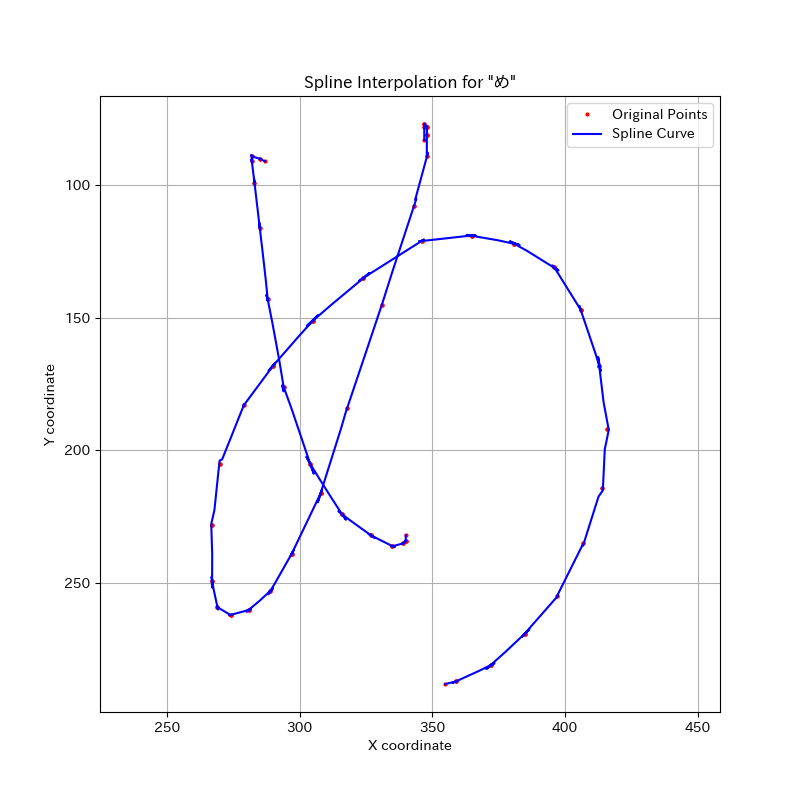 Spline Interpolation for "め"
Original Points
Spline Curve
100
150
200
250
Y coordinate
250
300
350
400
450
X coordinate
め